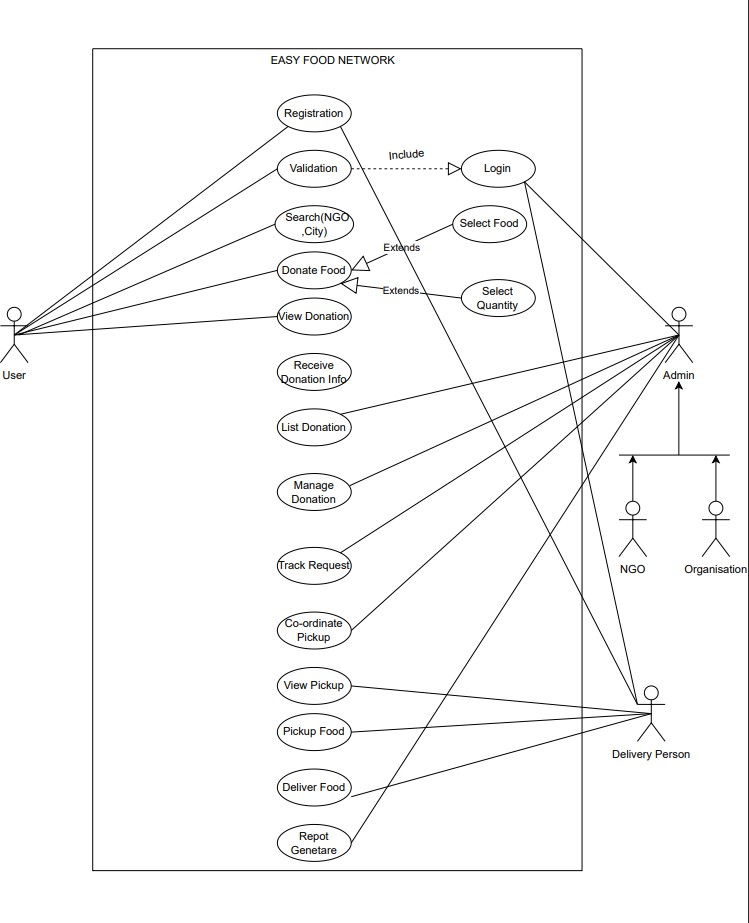 EASY FOOD NETWORK
Registration
Validation
Include
Login
Search(NGO
,City)
Select Food
Extends
Donate Food
Extends
Select
Quantity
View Donation
User
Receive
Donation Info
Admin
List Donation
Manage
Donation
Track Request
NGO
Organisation
Co-ordinate
Pickup
View Pickup
Pickup Food
Delivery Person
Deliver Food
Repot
Genetare